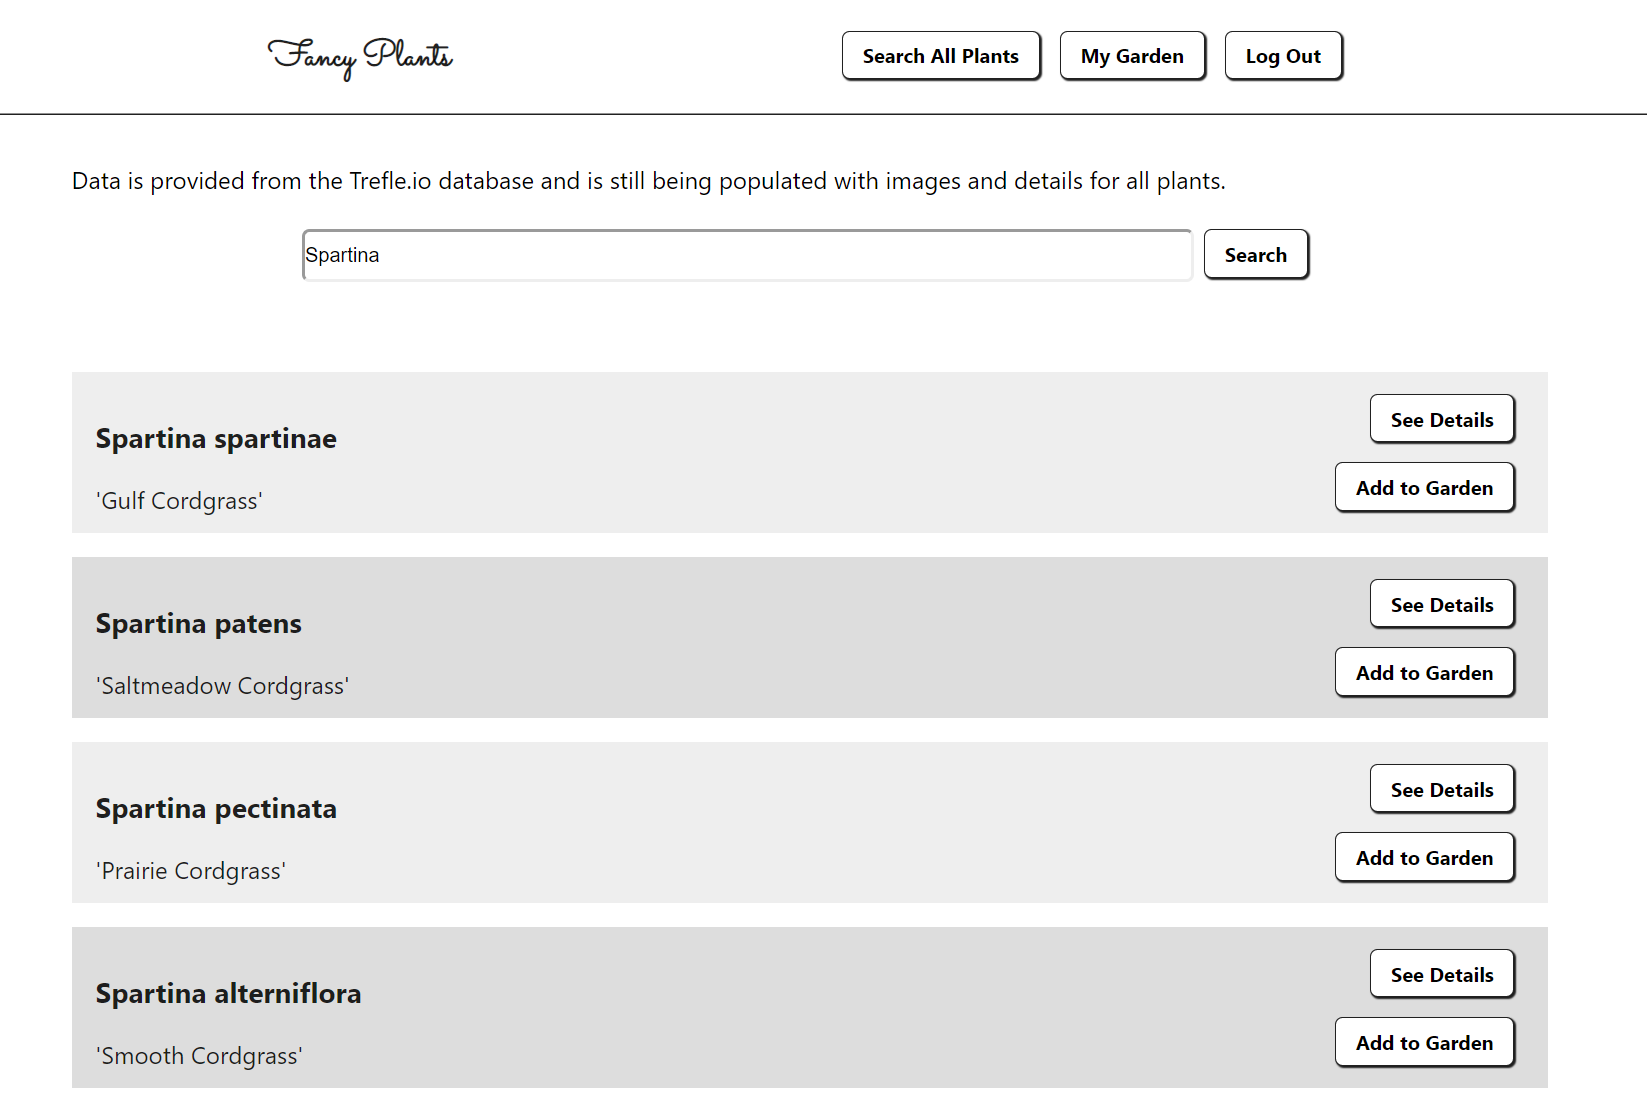 Fancy Plants
Search All Plants
My Garden
Log Out
Data is provided from the Trefle.io database and is still being populated with images and details for all plants.
Spartina
Search
Spartina spartinae
'Gulf Cordgrass'
See Details
Add to Garden
Spartina patens
'Saltmeadow Cordgrass'
See Details
Add to Garden
Spartina pectinata
'Prairie Cordgrass'
See Details
Add to Garden
Spartina alterniflora
'Smooth Cordgrass'
See Details
Add to Garden